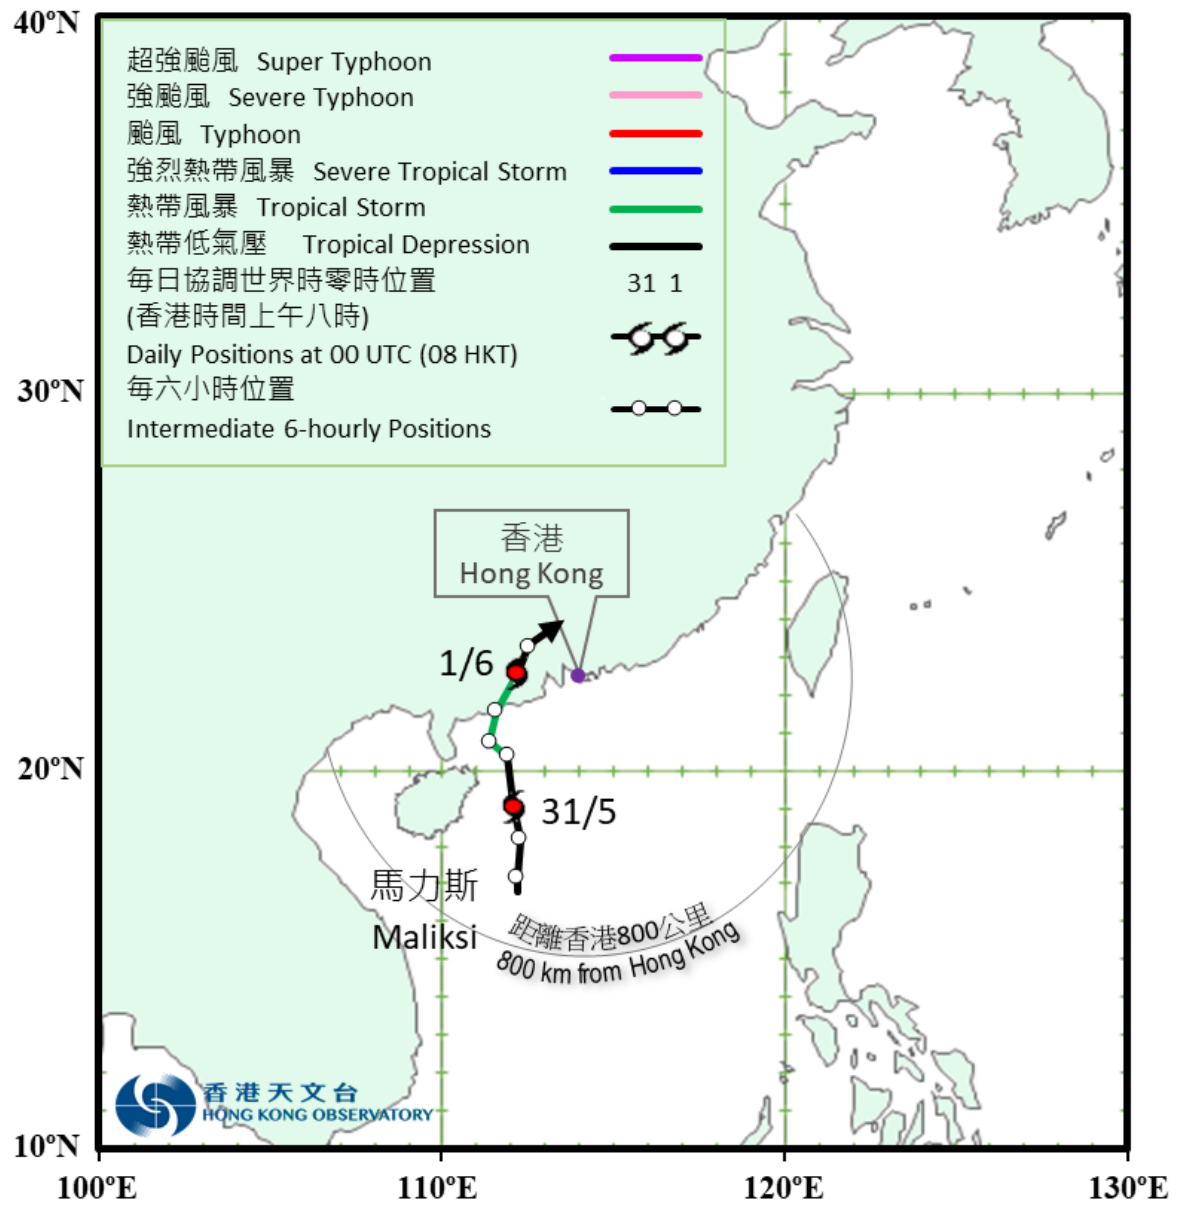 40°N
超強颱風 Super Typhoon
強颱風 Severe Typhoon
颱風 Typhoon
強烈熱帶風暴 Severe Tropical Storm
熱帶風暴 Tropical Storm
熱帶低氣壓 Tropical Depression
每日協調世界時零時位置 31 1
(香港時間上午八時)
Daily Positions at 00 UTC (08 HKT)
每六小時位置
Intermediate 6-hourly Positions
30°N
香港
Hong Kong
1/6
20°N
31/5
馬力斯
Maliksi
距離香港800公里
800 km from Hong Kong
香港天文台
HONG KONG OBSERVATORY
10°N
100°E 110°E 120°E 130°E